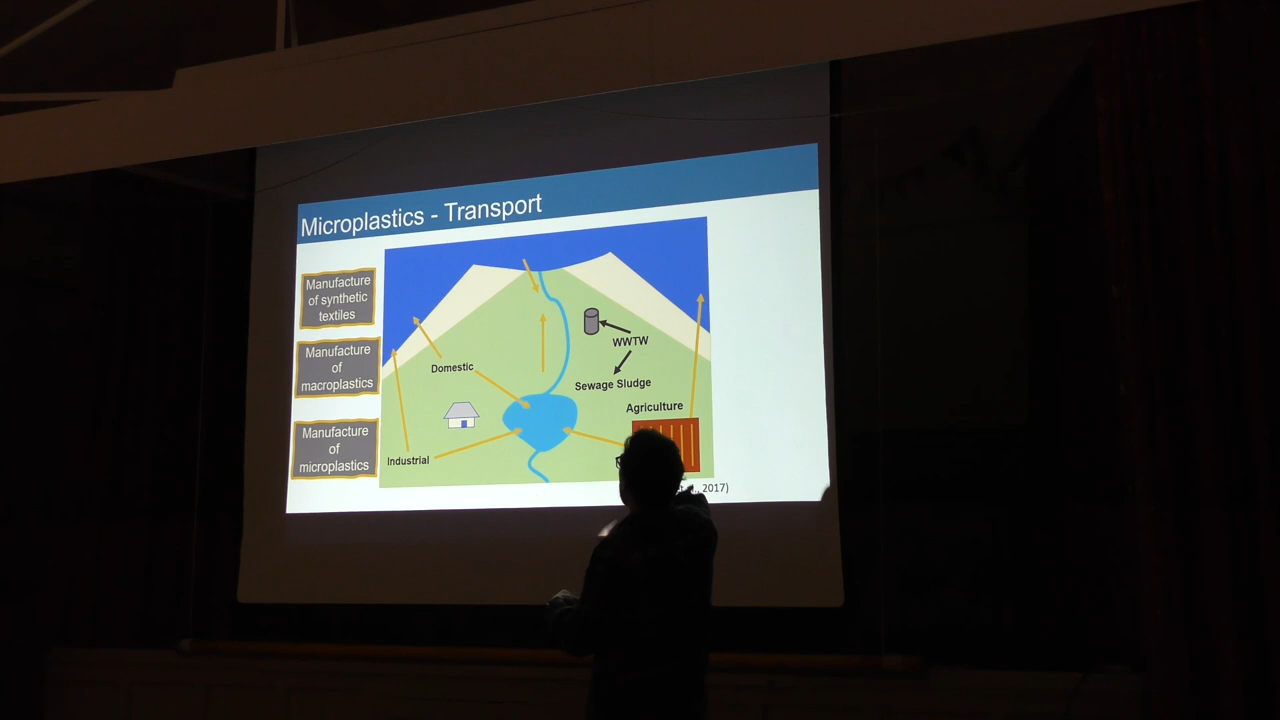 Microplastics - Transport
Manufacture
of synthetic
textiles
Manufacture
of
macroplastics
Manufacture
of
microplastics
Domestic
WWTW
Sewage Sludge
Agriculture
Industrial
2017)